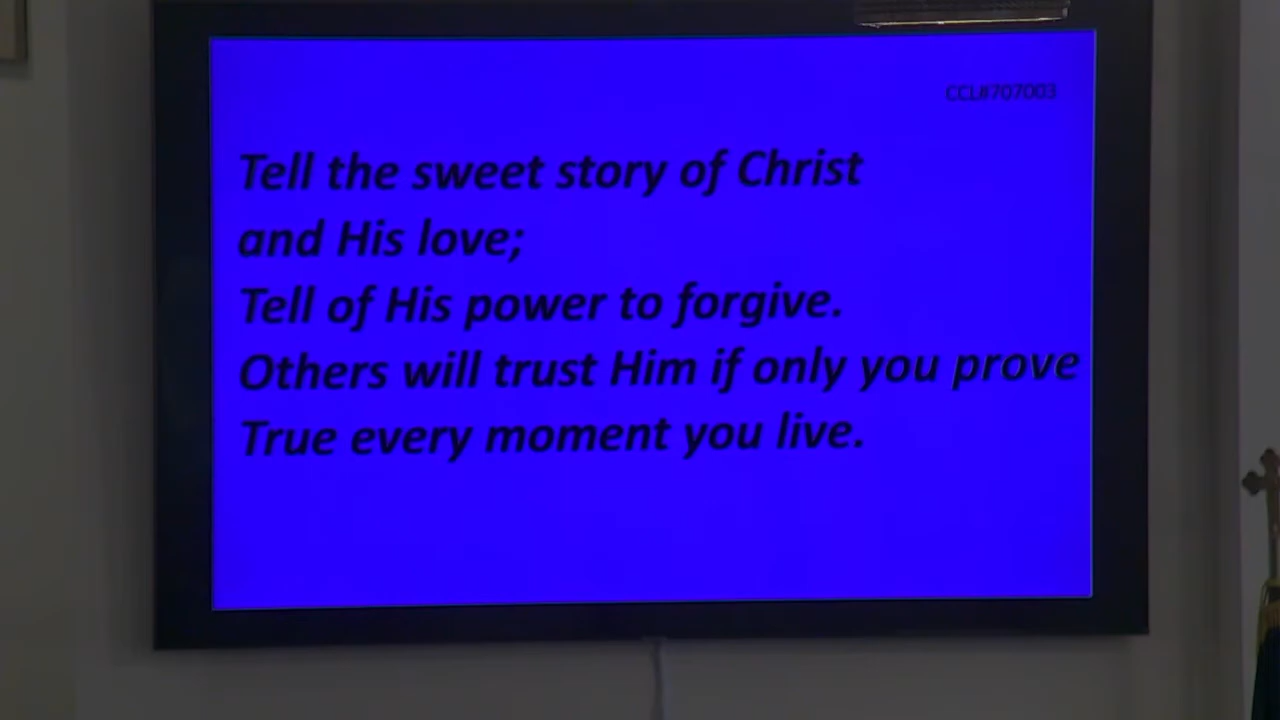 CCLI#707003
Tell the sweet story of Christ
and His love;
Tell of His power to forgive.
Others will trust Him if only you prove
True every moment you live.